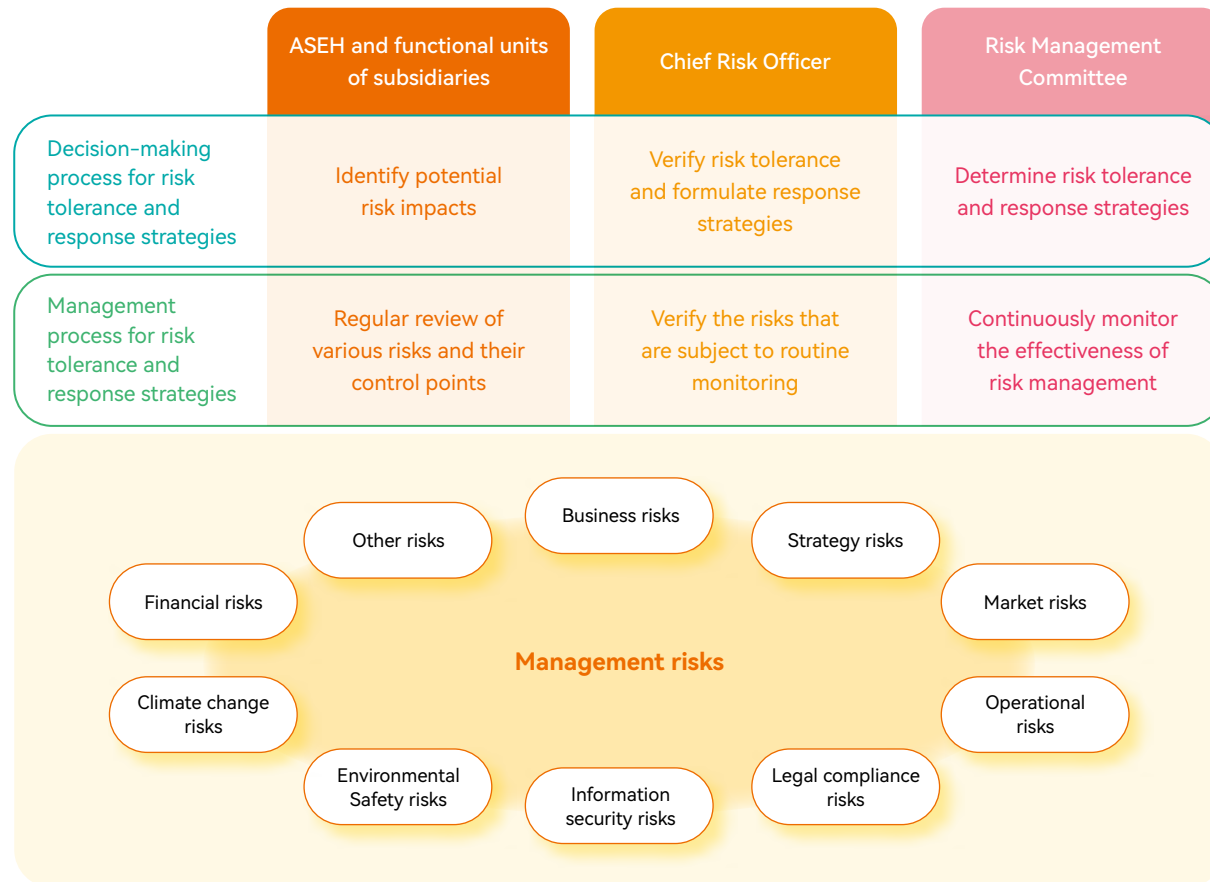 ASEH and functional units
of subsidiaries
Chief Risk Officer
Risk Management
Committee
Decision-making
process for risk
tolerance and
response strategies
Identify potential
risk impacts
Verify risk tolerance
and formulate response
strategies
Determine risk tolerance
and response strategies
Management
process for risk
tolerance and
response strategies
Regular review of
various risks and their
control points
Verify the risks that
are subject to routine
monitoring
Continuously monitor
the effectiveness of
risk management
Business risks
Other risks
Strategy risks
Financial risks
Market risks
Management risks
Climate change
risks
Operational
risks
Environmental
Safety risks
Information
security risks
Legal compliance
risks